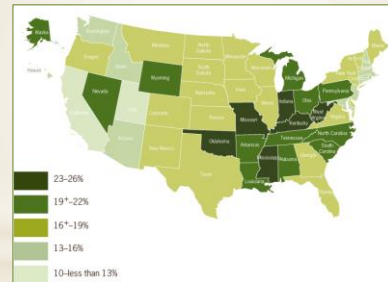 Alaska
Hawaii
Washington
Oregon
California
Nevada
Idaho
Montana
Wyoming
Utah
Arizona
Colorado
New Mexico
North Dakota
South Dakota
Nebraska
Kansas
Oklahoma
Texas
Minnesota
Iowa
Missouri
Arkansas
Louisiana
Wisconsin
Illinois
Michigan
Indiana
Ohio
Kentucky
Tennessee
Mississippi
Alabama
Georgia
Florida
South Carolina
North Carolina
Virginia
West Virginia
Pennsylvania
New York
Maine
23–26%
19+–22%
16+–19%
13–16%
10–less than 13%